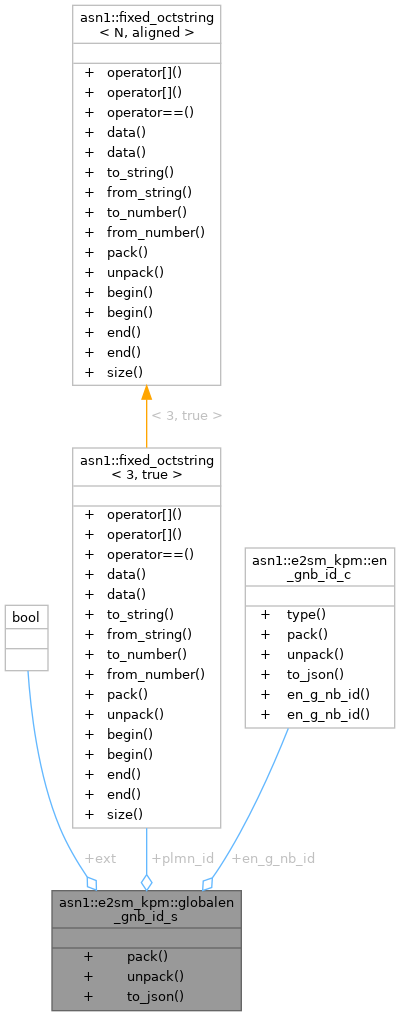 asn1::fixed_octstring
< N, aligned >
+ operator[]()
+ operator[]()
+ operator==()
+ data()
+ data()
+ to_string()
+ from_string()
+ to_number()
+ from_number()
+ pack()
+ unpack()
+ begin()
+ begin()
+ end()
+ end()
+ size()
< 3, true >
asn1::fixed_octstring
< 3, true >
+ operator[]()
+ operator[]()
+ operator==()
+ data()
+ data()
+ to_string()
+ from_string()
+ to_number()
+ from_number()
+ pack()
+ unpack()
+ begin()
+ begin()
+ end()
+ end()
+ size()
asn1::e2sm_kpm::en
_gnb_id_c
+ type()
+ pack()
+ unpack()
+ to_json()
+ en_g_nb_id()
+ en_g_nb_id()
bool
+ext
+plmn_id
+en_g_nb_id
asn1::e2sm_kpm::globalen
_gnb_id_s
+ pack()
+ unpack()
+ to_json()